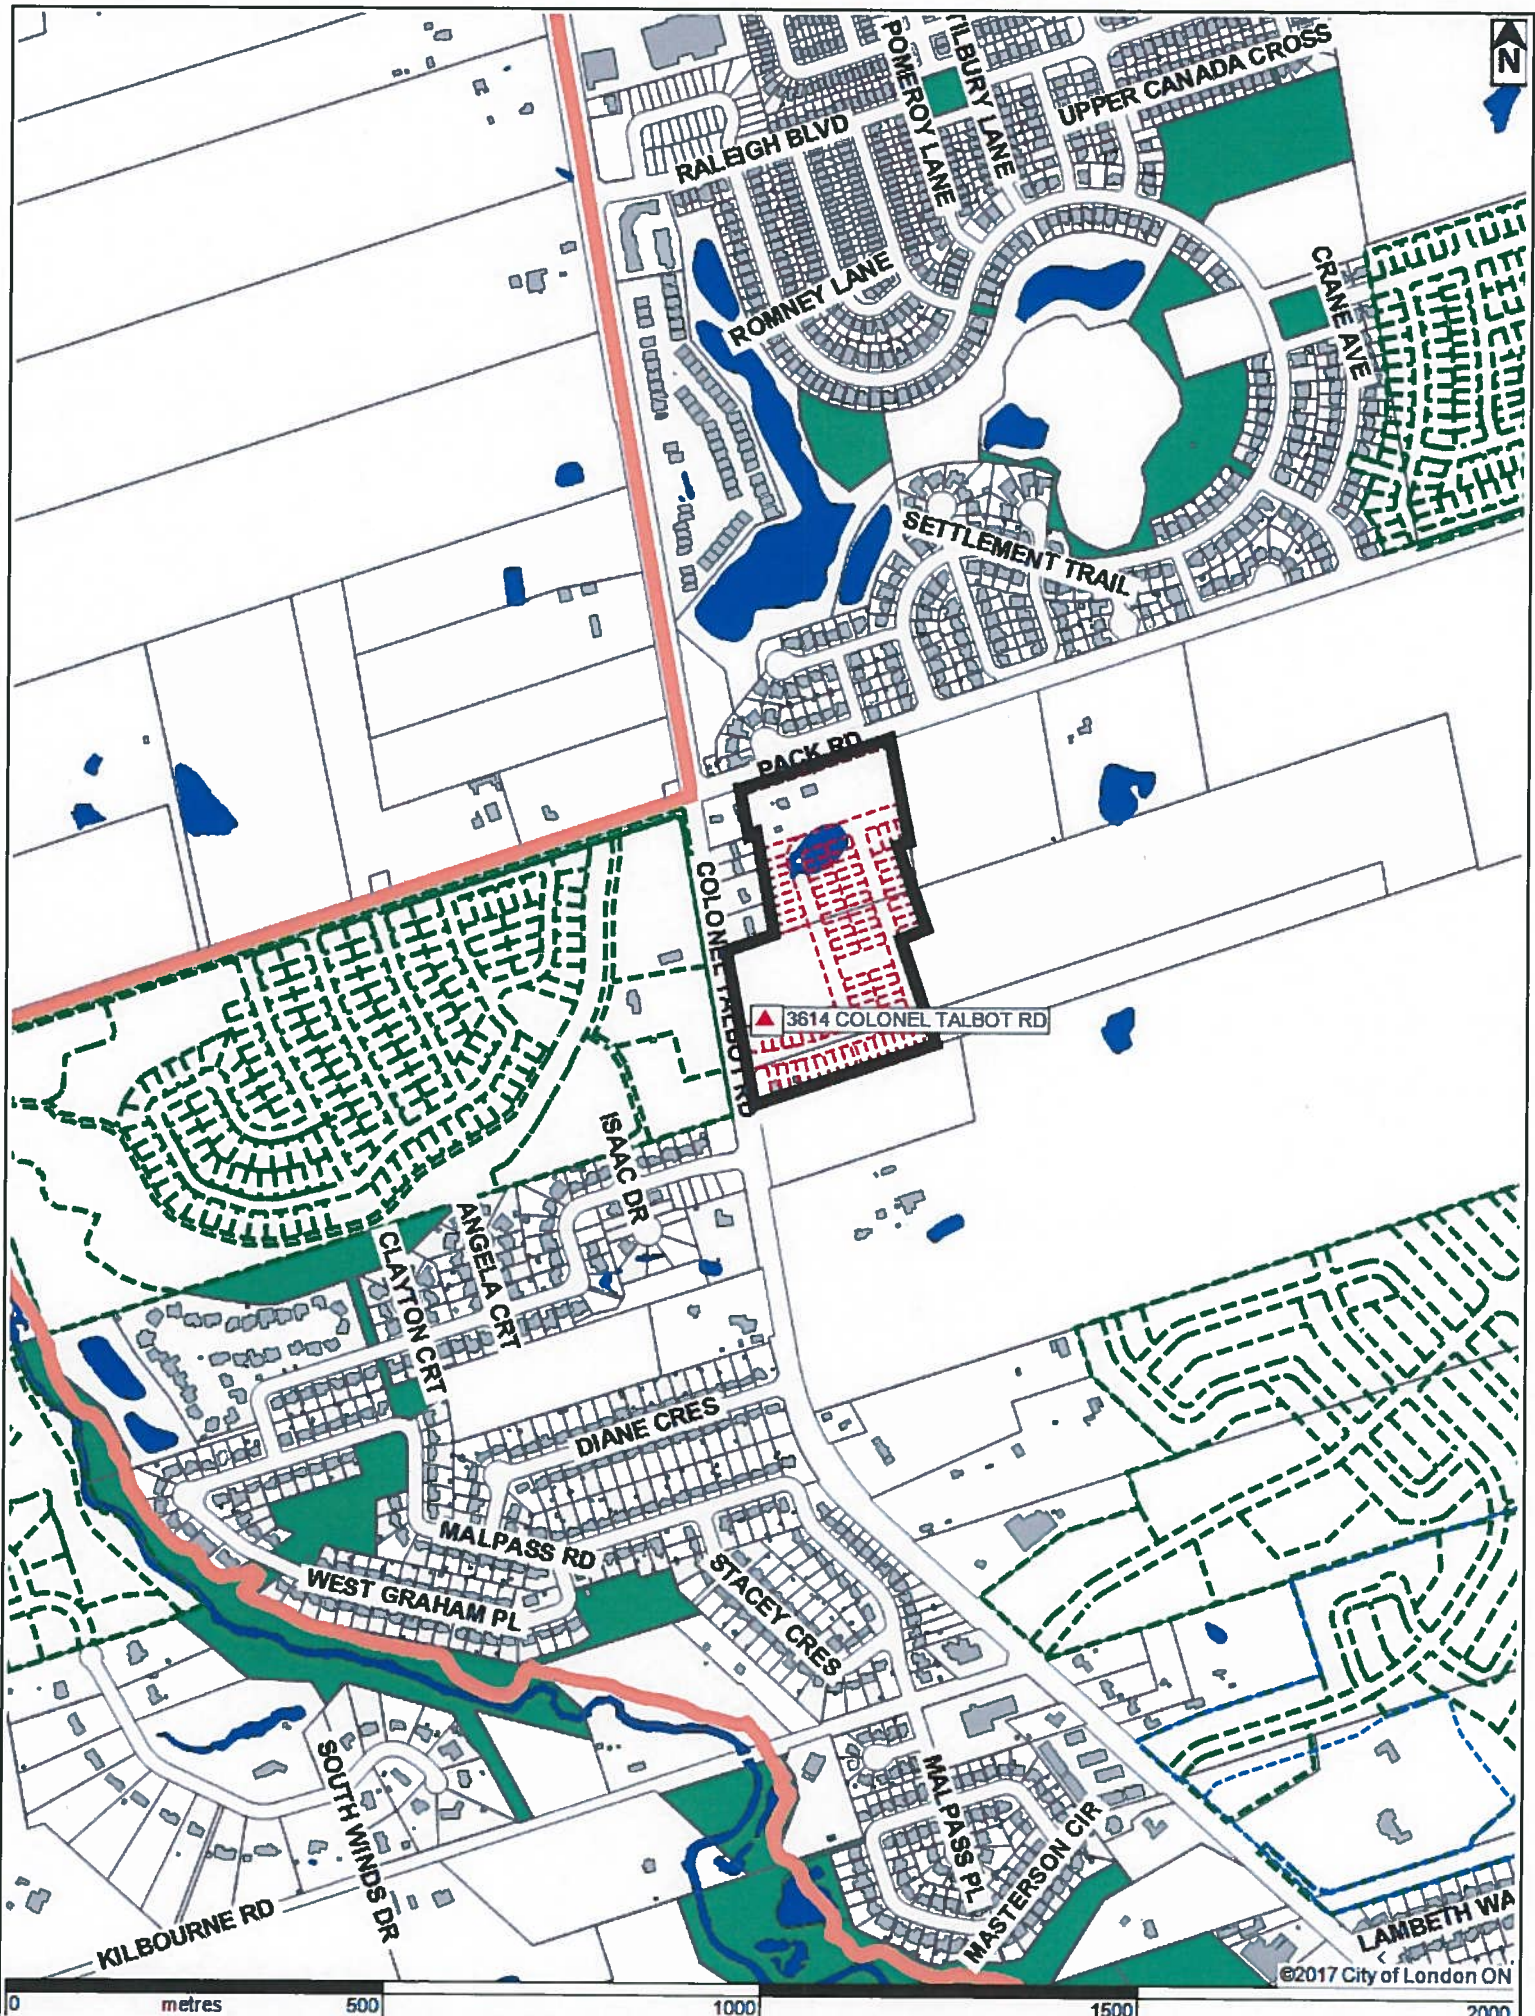 N
POMEROY LANE
TILBURY LANE
UPPER CANADA CROSS
RALEIGH BLVD
ROMNEY LANE
CRANE AVE
SETTLEMENT TRAIL
PACK RD
COLONEL TALBOT RD
3614 COLONEL TALBOT RD
ISAAC DR
ANGELA CRT
CLAYTON CRT
DIANE CRES
MALPASS RD
WEST GRAHAM PL
STACEY CRES
SOUTH WINDS DR
MALPASS PL
MASTERSON CIR
KILBOURNE RD
LAMBETH WA
©2017 City of London ON
0 metres 500 1000 1500 2000